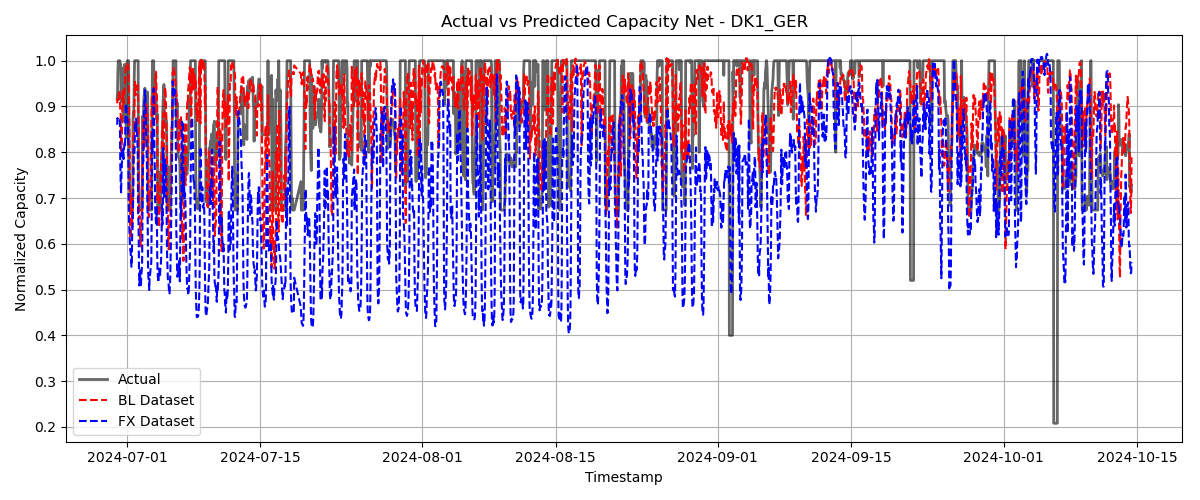 Actual vs Predicted Capacity Net - DK1_GER
Normalized Capacity
1.0
0.9
0.8
0.7
0.6
0.5
0.4
0.3
0.2
Actual
BL Dataset
FX Dataset
2024-07-01 2024-07-15 2024-08-01 2024-08-15 2024-09-01 2024-09-15 2024-10-01 2024-10-15
Timestamp